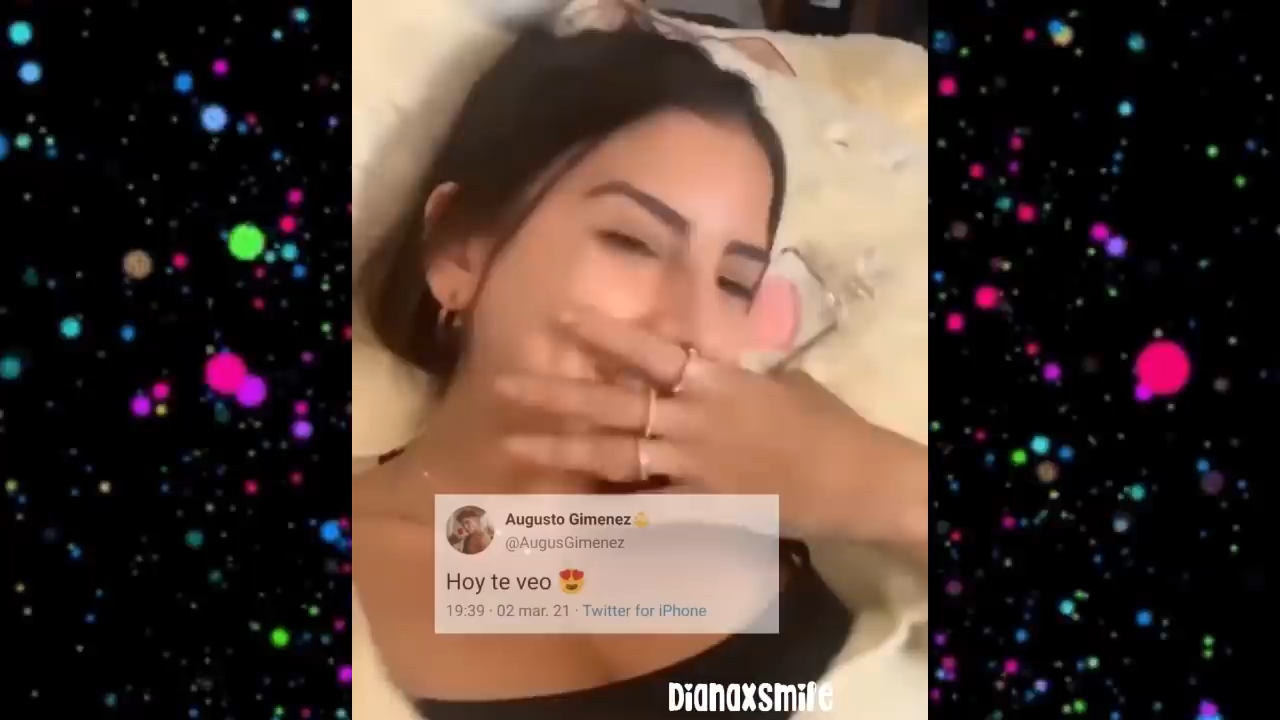 Augusto Gimenez
@AugusGimenez
Hoy te veo 😍
19:39 · 02 mar. 21 · Twitter for iPhone
Dianaxsmile